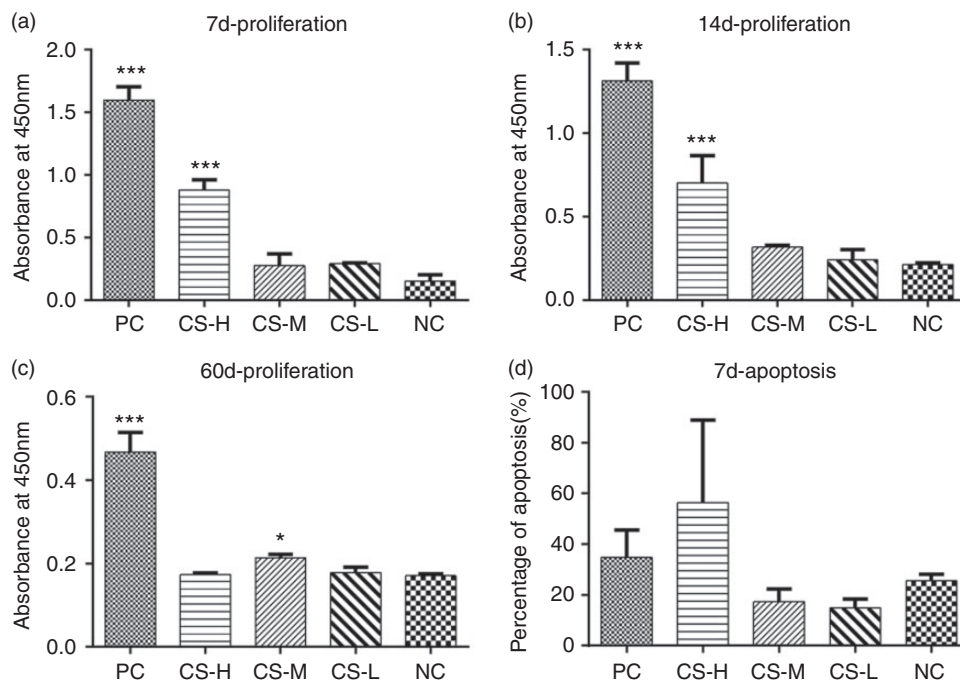 (a) 7d-proliferation
Absorbance at 450nm
2.0
1.5
1.0
0.5
0.0
***
***
PC CS-H CS-M CS-L NC
(b) 14d-proliferation
Absorbance at 450nm
1.5
1.0
0.5
0.0
***
***
PC CS-H CS-M CS-L NC
(c) 60d-proliferation
Absorbance at 450nm
0.6
0.4
0.2
0.0
***
*
PC CS-H CS-M CS-L NC
(d) 7d-apoptosis
Percentage of apoptosis(%)
100
80
60
40
20
0
PC CS-H CS-M CS-L NC